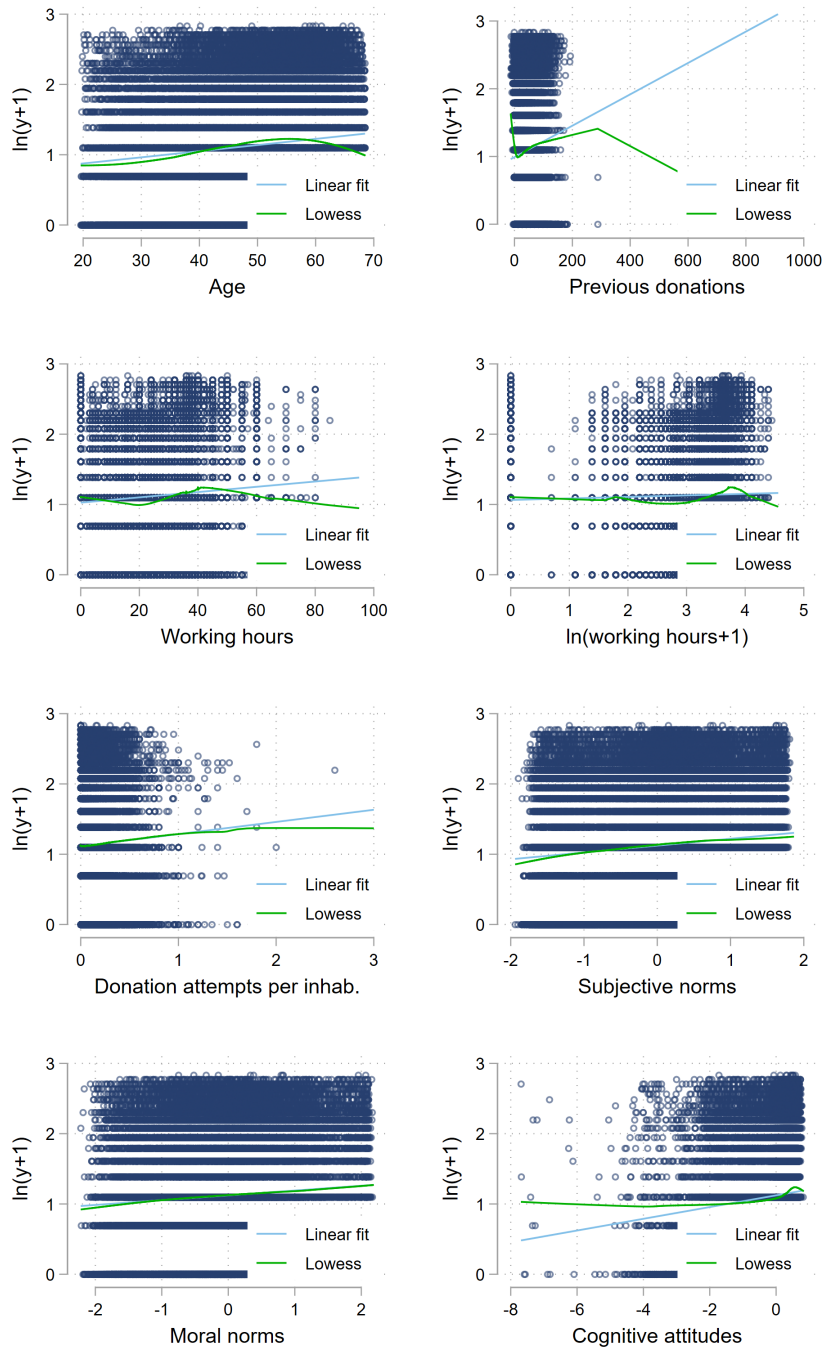 ln(y+1)
3
2
1
0
Linear fit
Lowess
20 30 40 50 60 70
Age
ln(y+1)
3
2
1
0
Linear fit
Lowess
0 200 400 600 800 1000
Previous donations
ln(y+1)
3
2
1
0
Linear fit
Lowess
0 20 40 60 80 100
Working hours
ln(y+1)
3
2
1
0
Linear fit
Lowess
0 1 2 3 4 5
ln(working hours+1)
ln(y+1)
3
2
1
0
Linear fit
Lowess
0 1 2 3
Donation attempts per inhab.
ln(y+1)
3
2
1
0
Linear fit
Lowess
-2 -1 0 1 2
Subjective norms
ln(y+1)
3
2
1
0
Linear fit
Lowess
-2 -1 0 1 2
Moral norms
ln(y+1)
3
2
1
0
Linear fit
Lowess
-8 -6 -4 -2 0
Cognitive attitudes